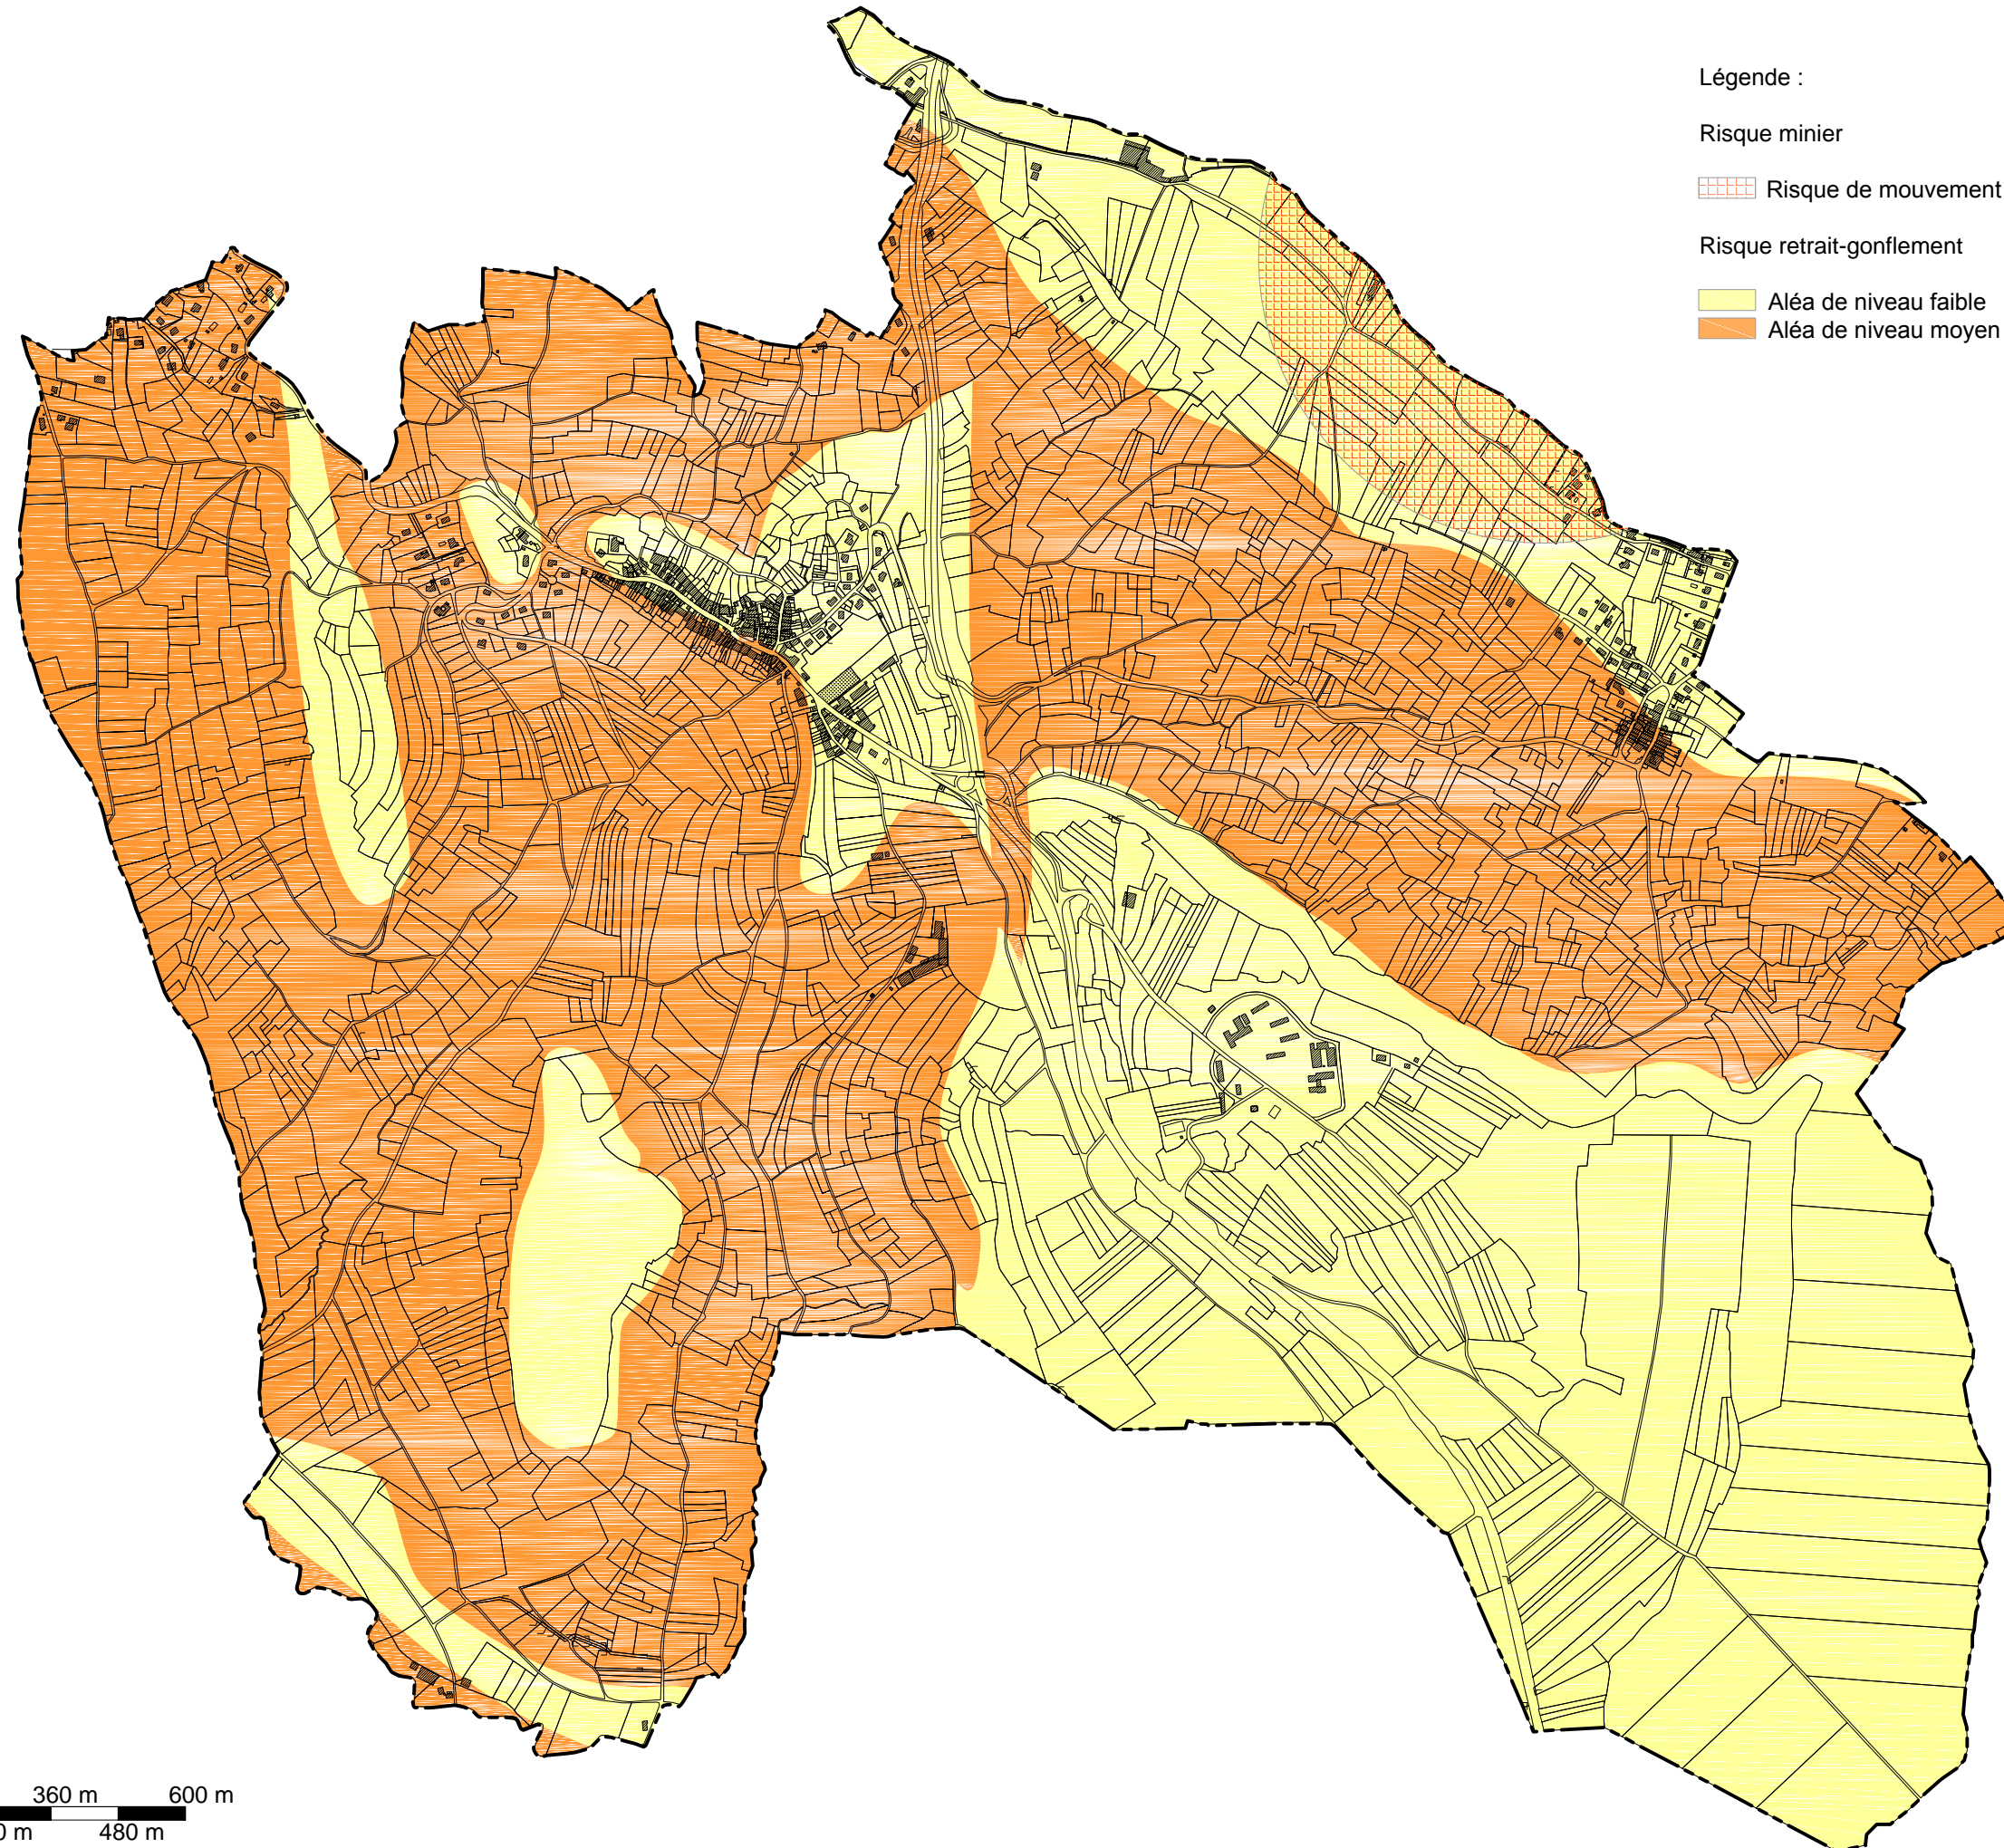 Légende :
Risque minier
Risque de mouvement
Risque retrait-gonflement
Aléa de niveau faible
Aléa de niveau moyen
360 m 600 m
0 m 480 m